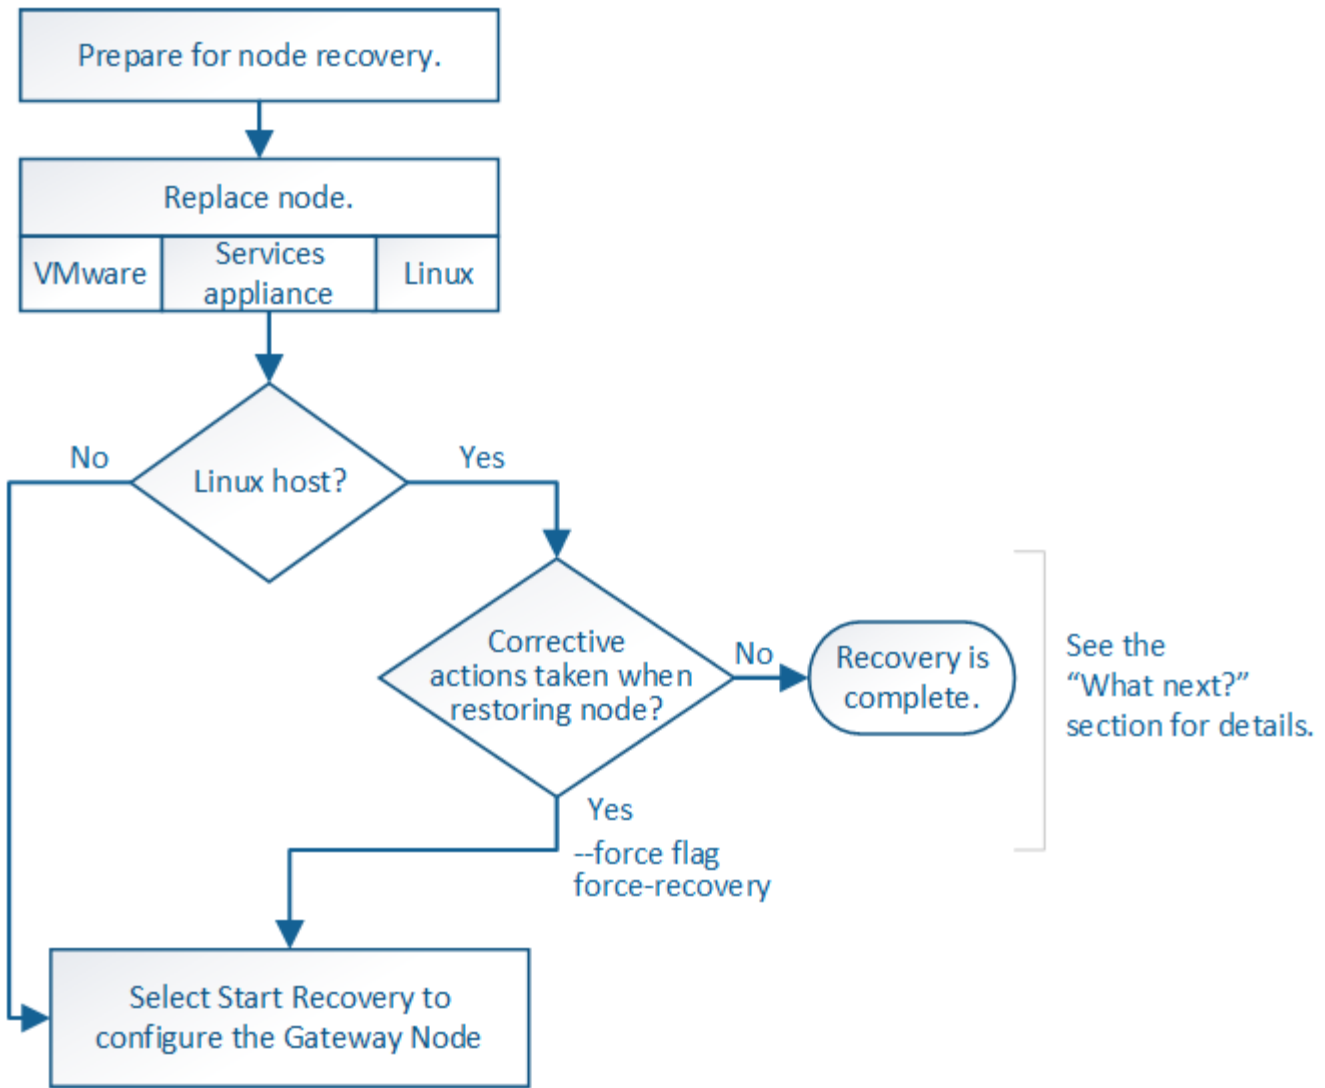 Prepare for node recovery.
Replace node.
VMware
Services
appliance
Linux
No
Yes
Linux host?
Corrective
actions taken when
restoring node?
No
Recovery is
complete.
See the
“What next?”
section for details.
Yes
--force flag
force-recovery
Select Start Recovery to
configure the Gateway Node